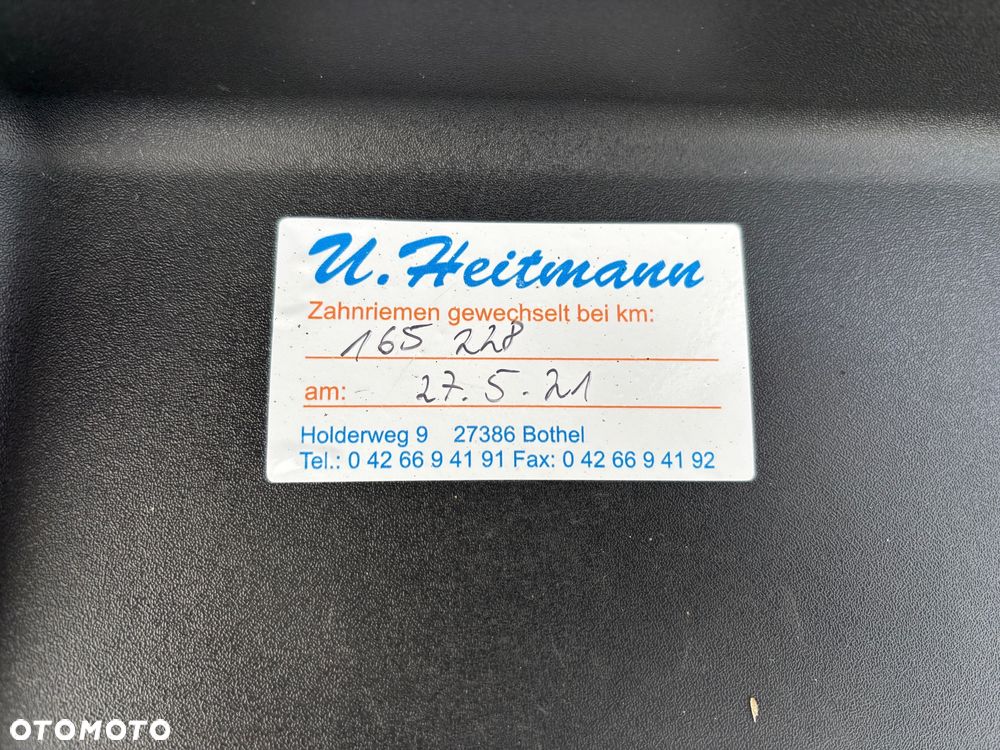 U. Heitmann
Zahnriemen gewechselt bei km:
165 228
am: 27.5.21
Holderweg 9 27386 Bothel
Tel.: 0 42 66 9 41 91 Fax: 0 42 66 9 41 92
OTOMOTO